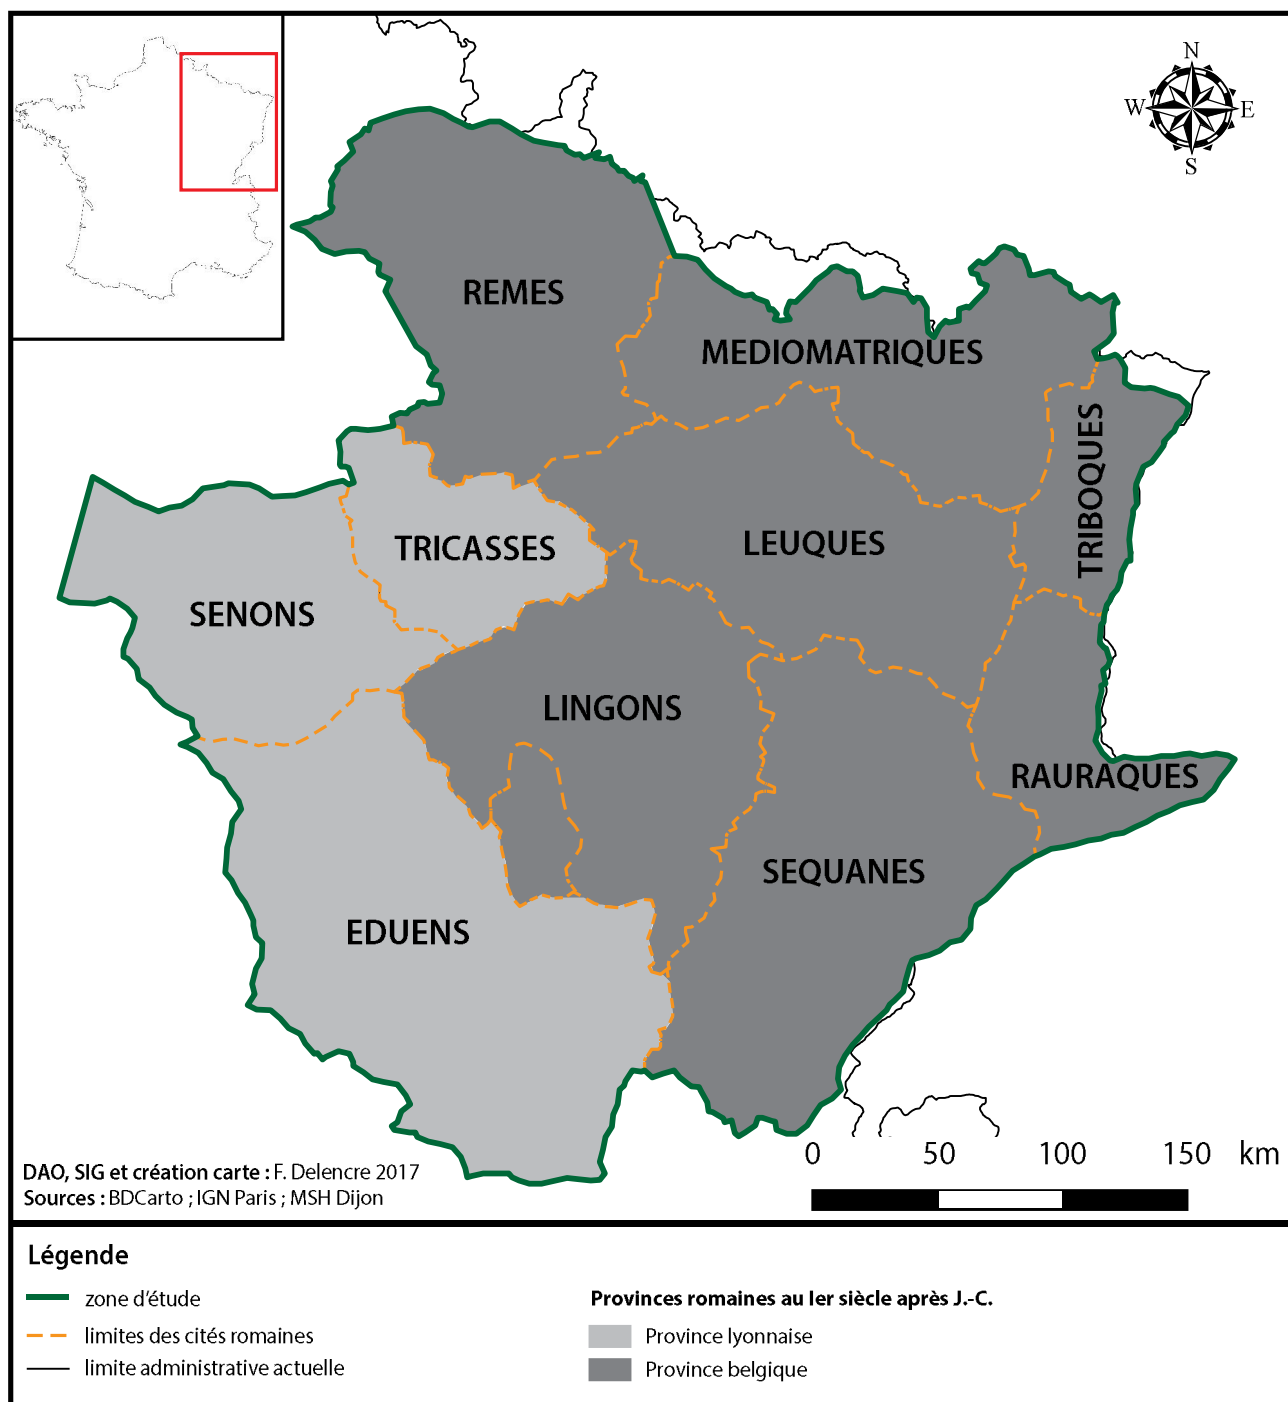 N
W
E
S
REMES
MEDIOMATRIQUES
TRIBOQUES
TRICASSES
LEUQUES
SENONS
LINGONS
RAURAQUES
SEQUANES
EDUENS
0 50 100 150 km
DAO, SIG et création carte : F. Delencre 2017
Sources : BDCarto ; IGN Paris ; MSH Dijon
Légende
zone d'étude
limites des cités romaines
limite administrative actuelle
Provinces romaines au Ier siècle après J.-C.
Province lyonnaise
Province belgique